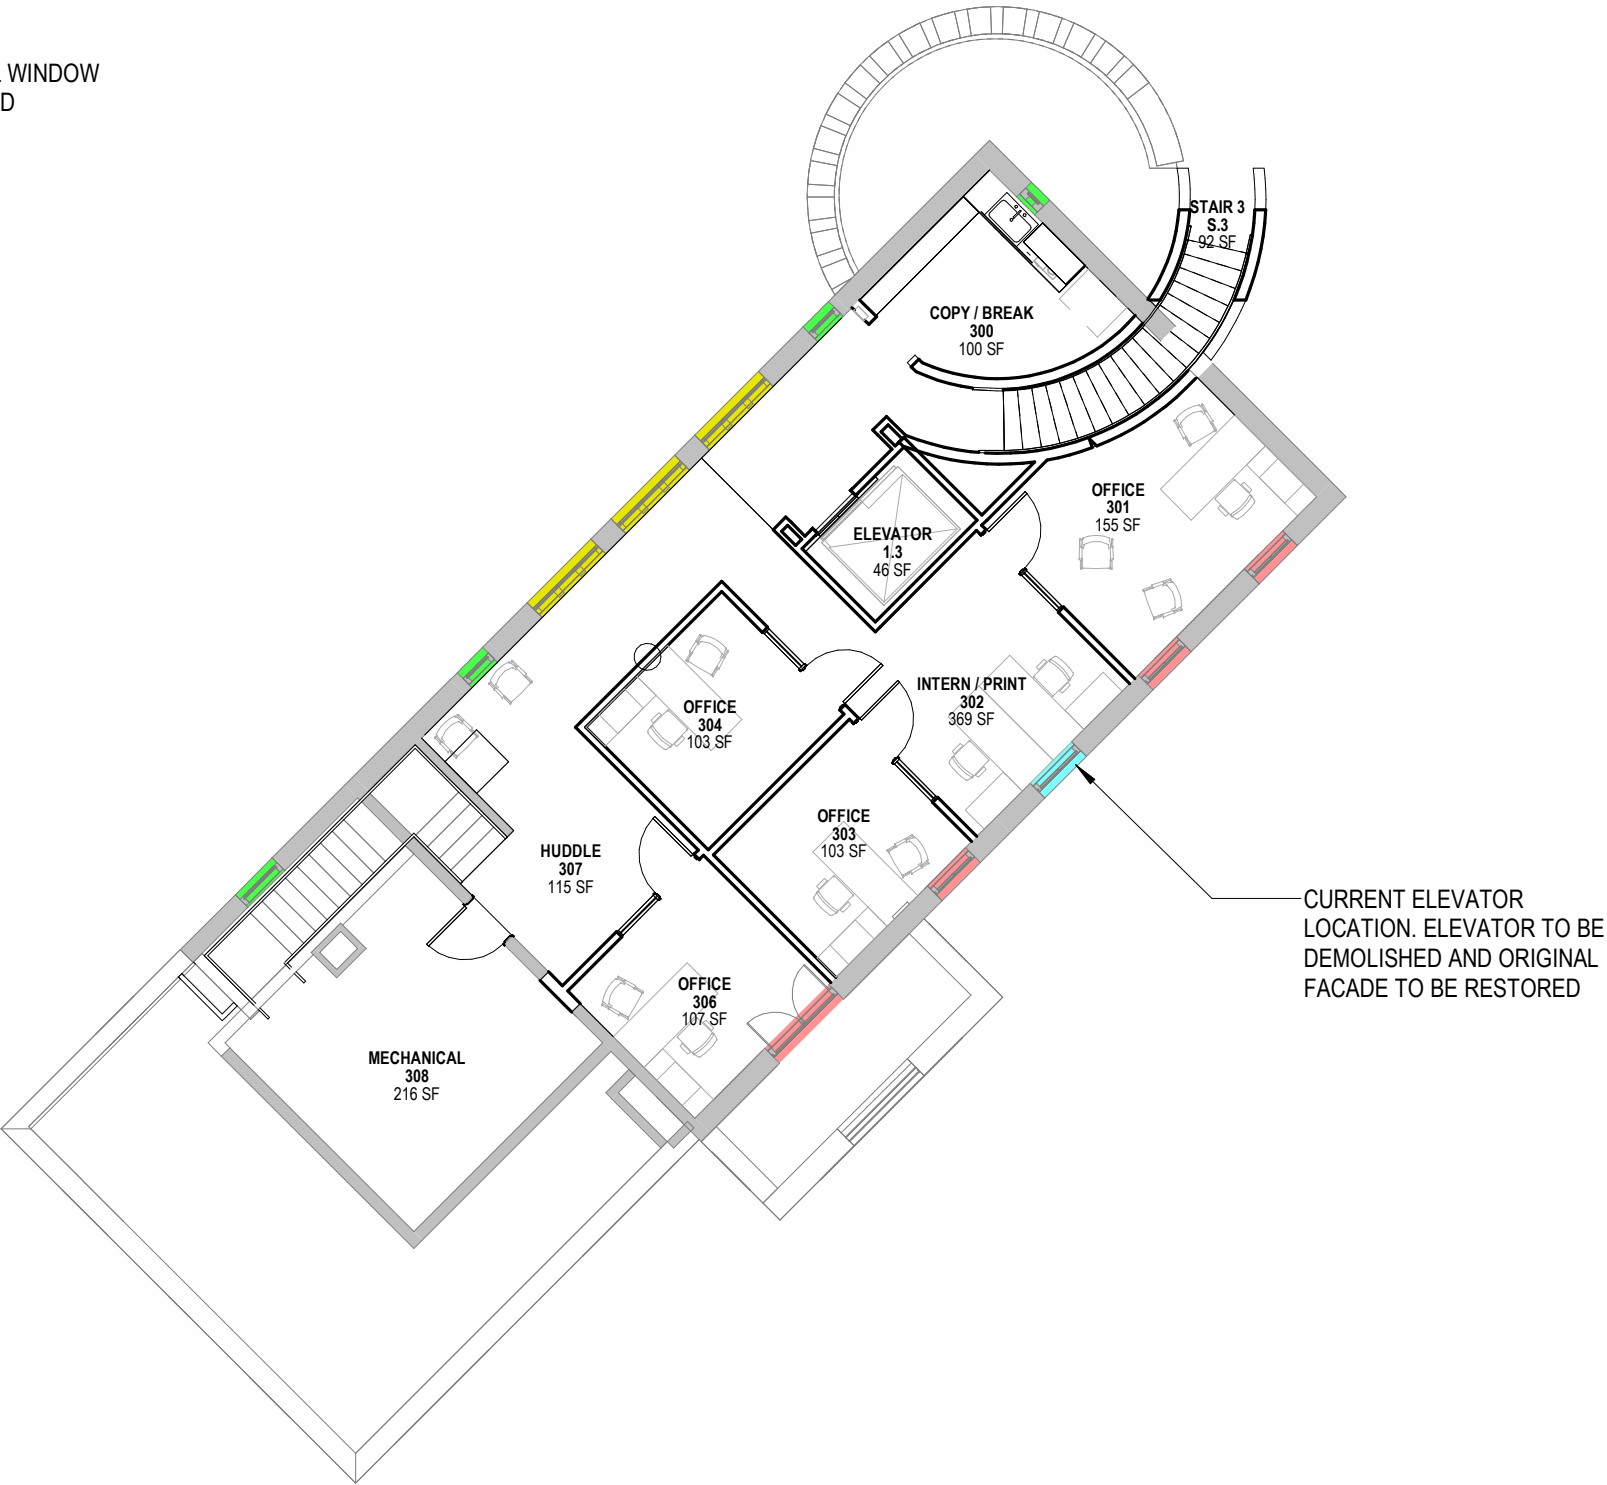 WINDOW
D
STAIR 3
S.3
92 SF
COPY / BREAK
300
100 SF
OFFICE
301
155 SF
ELEVATOR
1.3
46 SF
INTERN / PRINT
302
369 SF
OFFICE
304
103 SF
OFFICE
303
103 SF
HUDDLE
307
115 SF
OFFICE
306
107 SF
MECHANICAL
308
216 SF
CURRENT ELEVATOR
LOCATION. ELEVATOR TO BE
DEMOLISHED AND ORIGINAL
FACADE TO BE RESTORED